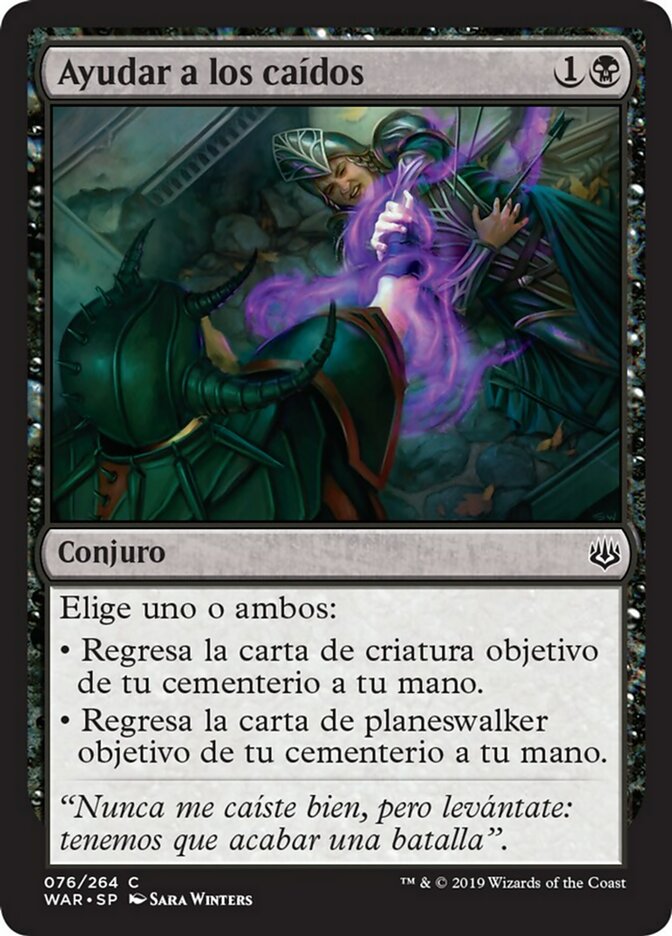 Ayudar a los caídos 1
Conjuro
Elige uno o ambos:
• Regresa la carta de criatura objetivo
de tu cementerio a tu mano.
• Regresa la carta de planeswalker
objetivo de tu cementerio a tu mano.
“Nunca me caíste bien, pero levántate:
tenemos que acabar una batalla”.
076/264 C
WAR • SP Sara Winters
™ & © 2019 Wizards of the Coast
SW